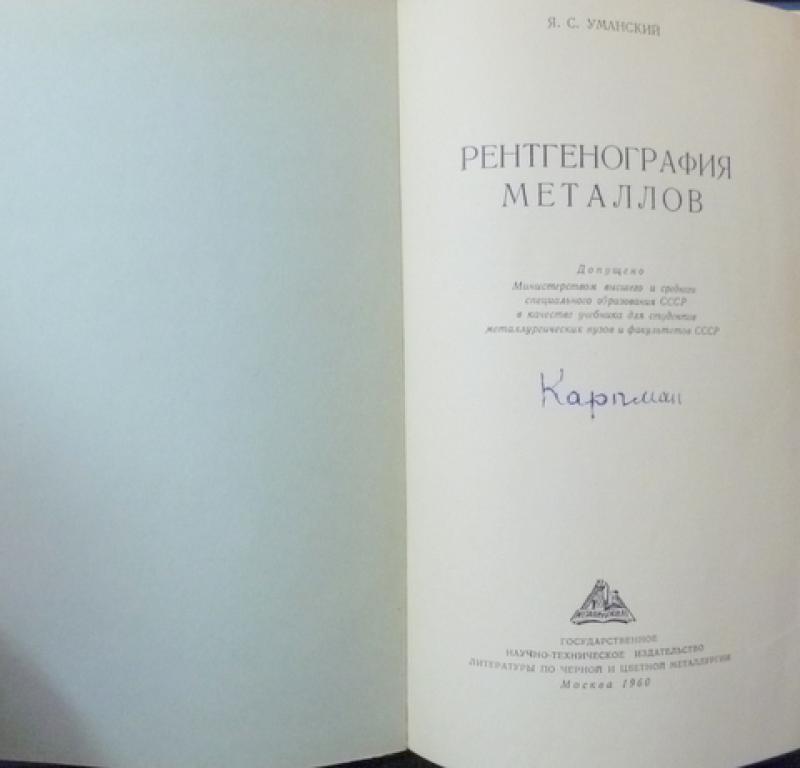 Я. С. УМАНСКИЙ
РЕНТГЕНОГРАФИЯ
МЕТАЛЛОВ
Допущено
Министерством высшего и среднего
специального образования СССР
в качестве учебника для студентов
металлургических вузов и факультетов СССР
Карпман
МЕТАЛЛУРГИЗДАТ
ГОСУДАРСТВЕННОЕ
НАУЧНО-ТЕХНИЧЕСКОЕ ИЗДАТЕЛЬСТВО
ЛИТЕРАТУРЫ ПО ЧЕРНОЙ И ЦВЕТНОЙ МЕТАЛЛУРГИИ
Москва 1960